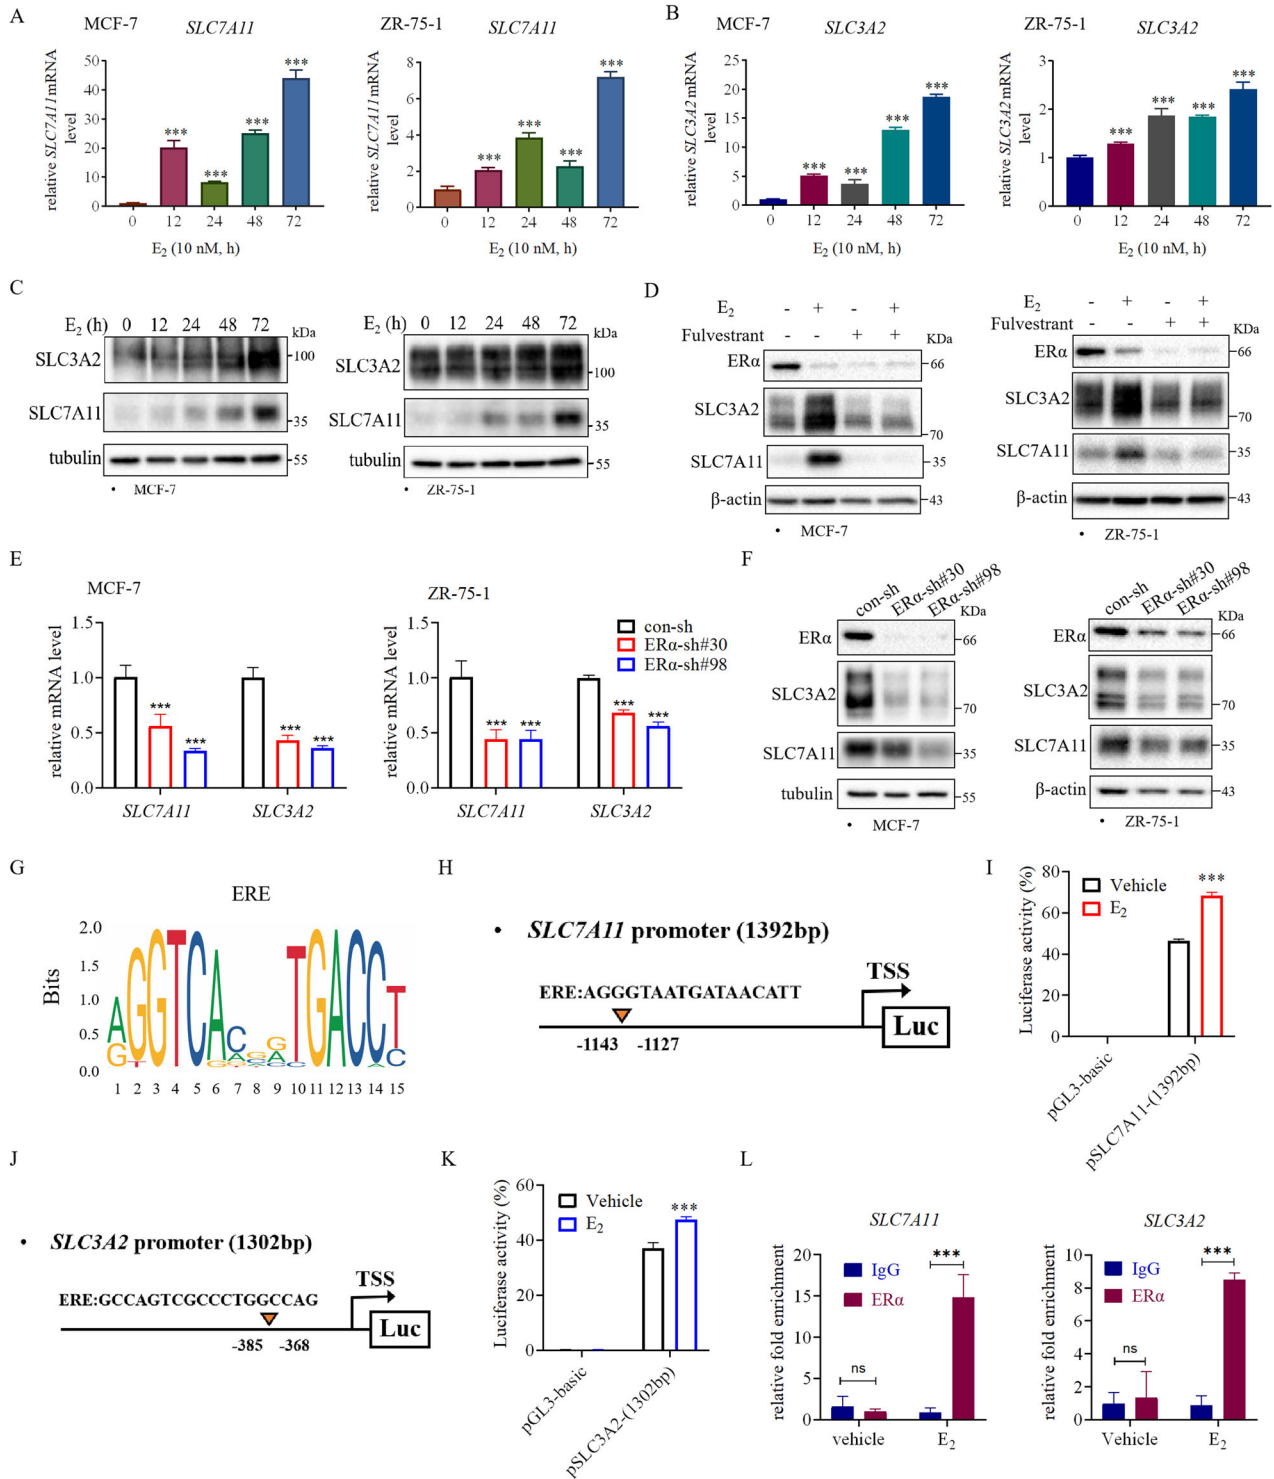 A
MCF-7
SLC7A11
relative SLC7A11 mRNA level
50
40
30
20
10
0
***
***
***
***
0 12 24 48 72
E2 (10 nM, h)
ZR-75-1
SLC7A11
relative SLC7A11 mRNA level
8
6
4
2
0
***
***
***
***
0 12 24 48 72
E2 (10 nM, h)
B
MCF-7
SLC3A2
relative SLC3A2 mRNA level
25
20
15
10
5
0
***
***
***
***
0 12 24 48 72
E2 (10 nM, h)
ZR-75-1
SLC3A2
relative SLC3A2 mRNA level
3
2
1
0
***
***
***
***
0 12 24 48 72
E2 (10 nM, h)
C
E2 (h) 0 12 24 48 72 kDa
SLC3A2 100
SLC7A11 35
tubulin 55
• MCF-7
E2 (h) 0 12 24 48 72 kDa
SLC3A2 100
SLC7A11 35
tubulin 55
• ZR-75-1
D
E2 - + - +
Fulvestrant - - + + KDa
ERα 66
SLC3A2 70
SLC7A11 35
β-actin 43
• MCF-7
E2 - + - +
Fulvestrant - - + + KDa
ERα 66
SLC3A2 70
SLC7A11 35
β-actin 43
• ZR-75-1
E
MCF-7
relative mRNA level
1.5
1.0
0.5
0.0
***
***
***
***
SLC7A11 SLC3A2
ZR-75-1
relative mRNA level
1.5
1.0
0.5
0.0
*** ***
***
***
SLC7A11 SLC3A2
con-sh
ERα-sh#30
ERα-sh#98
F
con-sh ERα-sh#30 ERα-sh#98 KDa
ERα 66
SLC3A2 70
SLC7A11 35
tubulin 55
• MCF-7
con-sh ERα-sh#30 ERα-sh#98 KDa
ERα 66
SLC3A2 70
SLC7A11 35
β-actin 43
• ZR-75-1
G
ERE
Bits
2.0
1.5
1.0
0.5
0.0
AGGTCACGGTGACCT
1 2 3 4 5 6 7 8 9 10 11 12 13 14 15
H
• SLC7A11 promoter (1392bp)
TSS
ERE:AGGGTAATGATAACATT
Luc
-1143 -1127
I
Luciferase activity (%)
80
60
40
20
0
Vehicle
E2
***
pGL3-basic
pSLC7A11-(1392bp)
J
• SLC3A2 promoter (1302bp)
TSS
ERE:GCCAGTCGCCCTGGCCAG
Luc
-385 -368
K
Luciferase activity (%)
60
40
20
0
Vehicle
E2
***
pGL3-basic
pSLC3A2-(1302bp)
L
SLC7A11
relative fold enrichment
20
15
10
5
0
IgG
ERα
ns
***
vehicle E2
SLC3A2
relative fold enrichment
10
8
6
4
2
0
IgG
ERα
ns
***
Vehicle E2